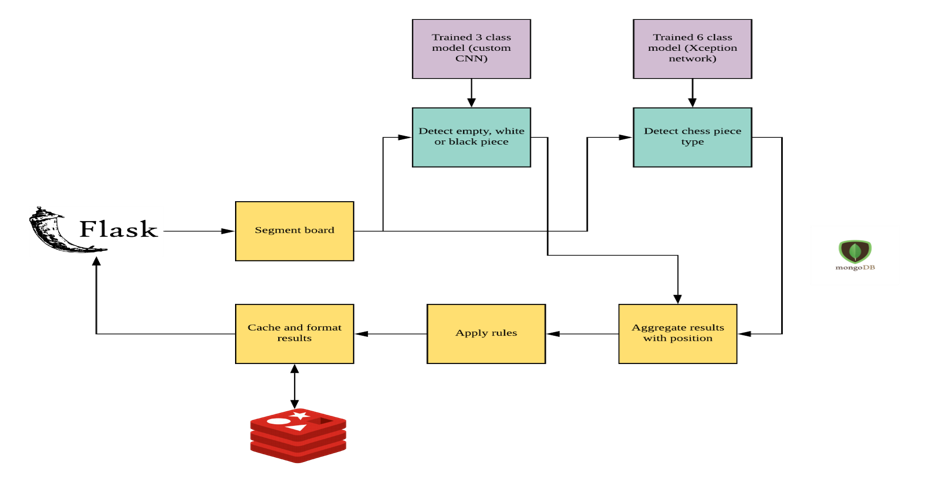 Trained 3 class
model (custom
CNN)
Trained 6 class
model (Xception
network)
Detect empty, white
or black piece
Detect chess piece
type
Flask
Segment board
mongoDB
Cache and format
results
Apply rules
Aggregate results
with position